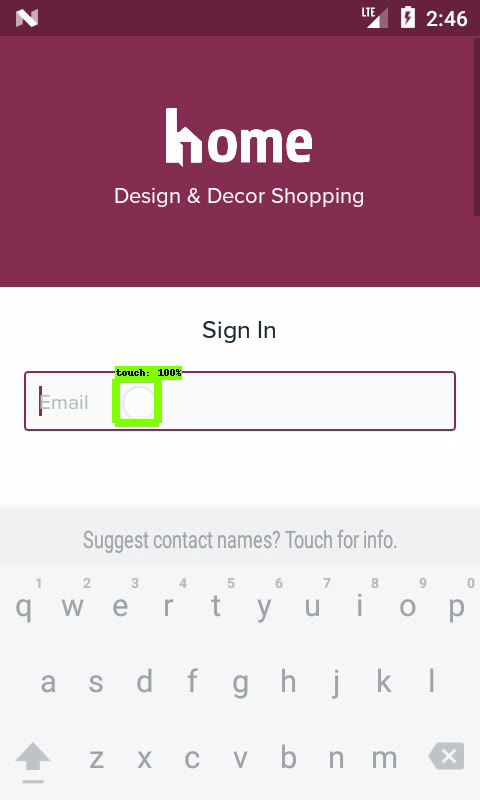 LTE 2:46
home
Design & Decor Shopping
Sign In
touch: 100%
Email
Suggest contact names? Touch for info.
1 2 3 4 5 6 7 8 9 0
q w e r t y u i o p
a s d f g h j k l
z x c v b n m